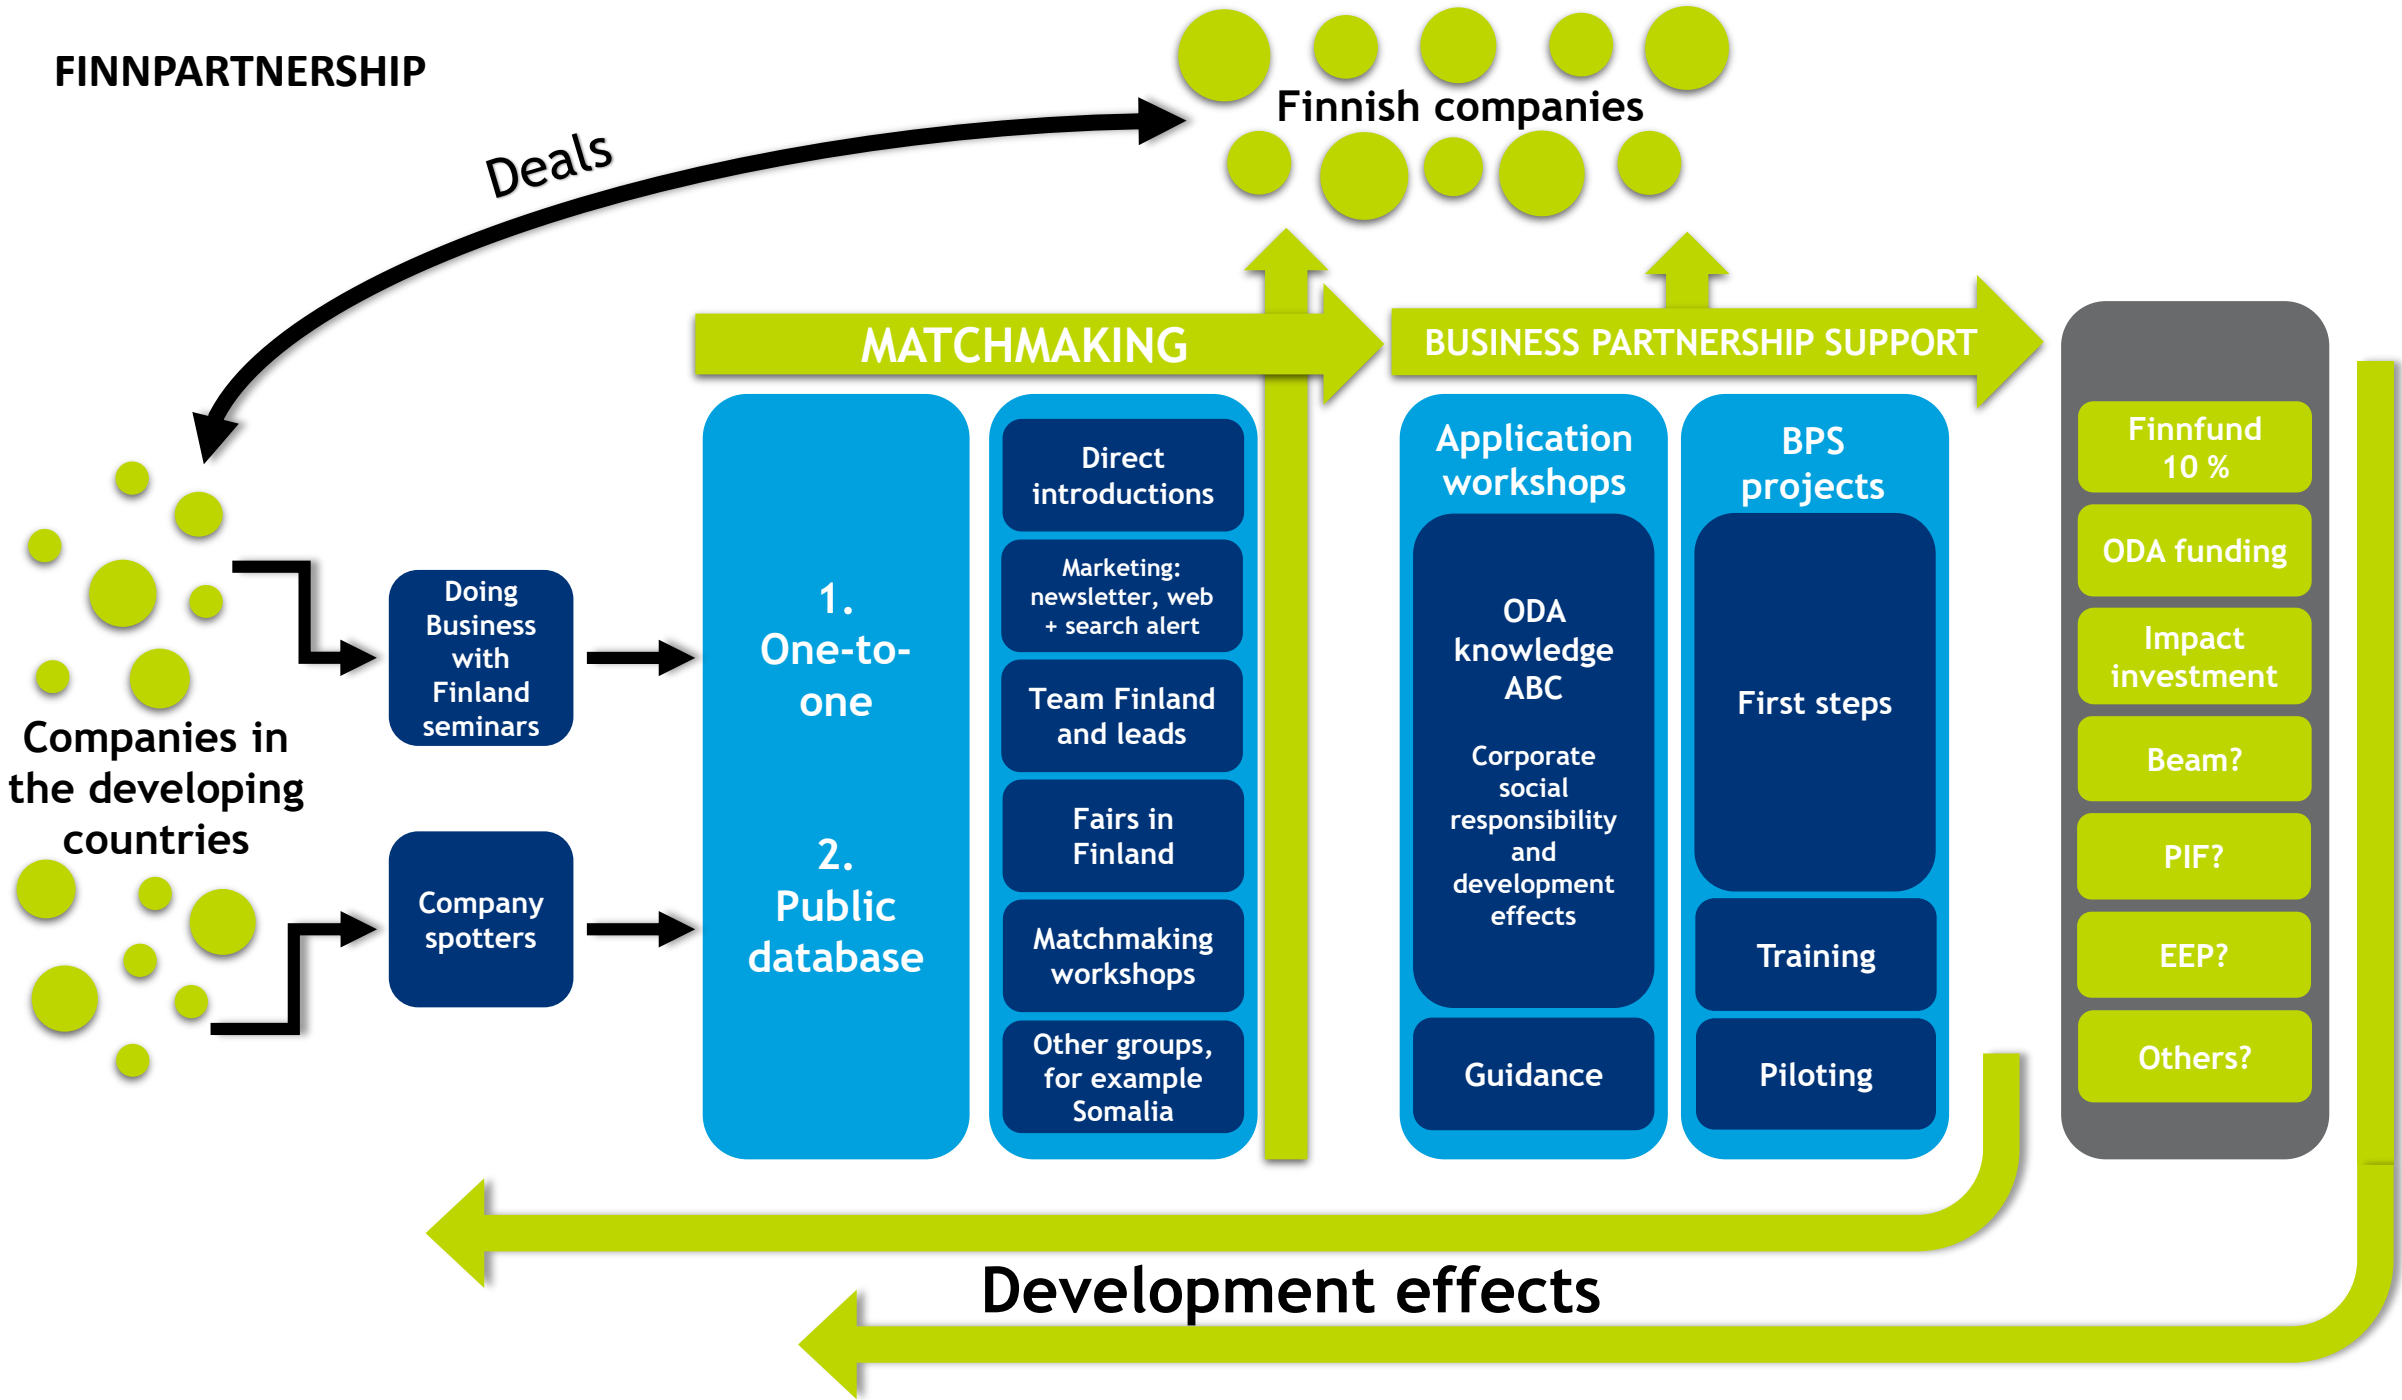 FINNPARTNERSHIP
Deals
Finnish companies
MATCHMAKING
BUSINESS PARTNERSHIP SUPPORT
Companies in
the developing
countries
Doing
Business
with
Finland
seminars
Company
spotters
1.
One-to-
one
2.
Public
database
Direct
introductions
Marketing:
newsletter, web
+ search alert
Team Finland
and leads
Fairs in
Finland
Matchmaking
workshops
Other groups,
for example
Somalia
Application
workshops
ODA
knowledge
ABC
Corporate
social
responsibility
and
development
effects
Guidance
BPS
projects
First steps
Training
Piloting
Finnfund
10 %
ODA funding
Impact
investment
Beam?
PIF?
EEP?
Others?
Development effects